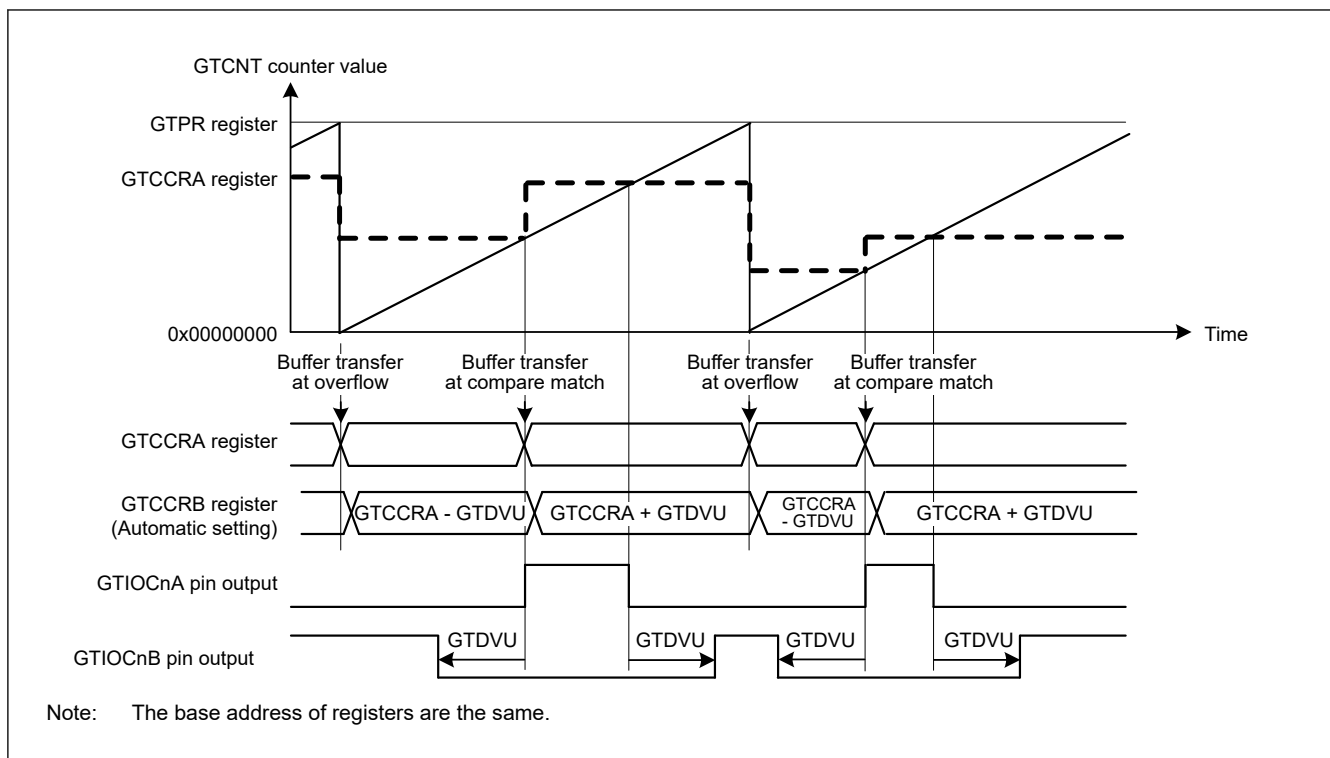 GTCNT counter value
GTPR register
GTCCRA register
0x00000000
Time
Buffer transfer
at overflow
Buffer transfer
at compare match
Buffer transfer
at overflow
Buffer transfer
at compare match
GTCCRA register
GTCCRB register
(Automatic setting)
GTCCRA - GTDVU
GTCCRA + GTDVU
GTCCRA
- GTDVU
GTCCRA + GTDVU
GTIOCnA pin output
GTDVU
GTDVU
GTDVU
GTDVU
GTIOCnB pin output
Note: The base address of registers are the same.